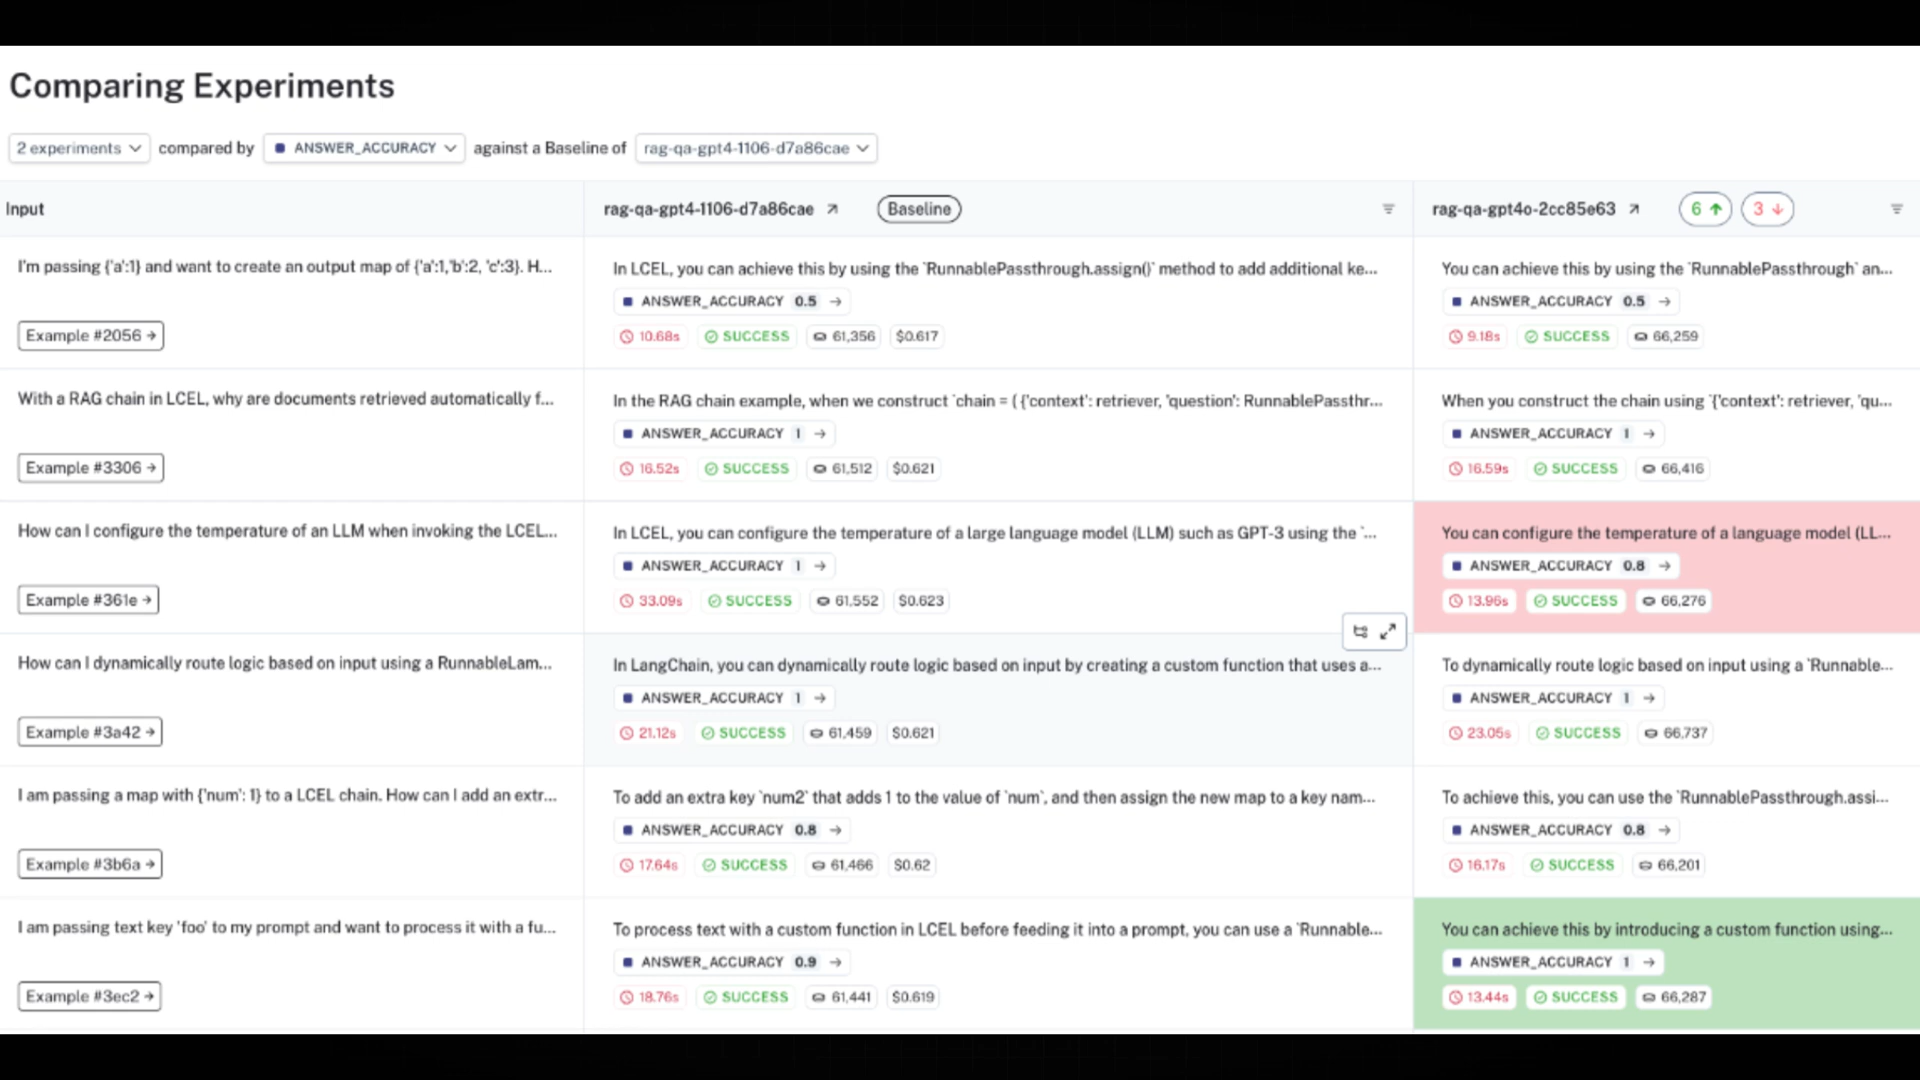 Comparing Experiments
2 experiments compared by ANSWER_ACCURACY against a Baseline of rag-qa-gpt4-1106-d7a86cae
Input rag-qa-gpt4-1106-d7a86cae Baseline rag-qa-gpt4o-2cc85e63 6 ↑ 3 ↓
I'm passing {'a':1} and want to create an output map of {'a':1,'b':2, 'c':3}. H...
Example #2056 →
In LCEL, you can achieve this by using the `RunnablePassthrough.assign()` method to add additional ke...
ANSWER_ACCURACY 0.5 →
10.68s SUCCESS 61,356 $0.617
You can achieve this by using the `RunnablePassthrough` an...
ANSWER_ACCURACY 0.5 →
9.18s SUCCESS 66,259
With a RAG chain in LCEL, why are documents retrieved automatically f...
Example #3306 →
In the RAG chain example, when we construct `chain = ( {'context': retriever, 'question': RunnablePassthr...
ANSWER_ACCURACY 1 →
16.52s SUCCESS 61,512 $0.621
When you construct the chain using `{'context': retriever, 'qu...
ANSWER_ACCURACY 1 →
16.59s SUCCESS 66,416
How can I configure the temperature of an LLM when invoking the LCEL...
Example #361e →
In LCEL, you can configure the temperature of a large language model (LLM) such as GPT-3 using the `...
ANSWER_ACCURACY 1 →
33.09s SUCCESS 61,552 $0.623
You can configure the temperature of a language model (LL...
ANSWER_ACCURACY 0.8 →
13.96s SUCCESS 66,276
How can I dynamically route logic based on input using a RunnableLam...
Example #3a42 →
In LangChain, you can dynamically route logic based on input by creating a custom function that uses a...
ANSWER_ACCURACY 1 →
21.12s SUCCESS 61,459 $0.621
To dynamically route logic based on input using a `Runnable...
ANSWER_ACCURACY 1 →
23.05s SUCCESS 66,737
I am passing a map with {'num': 1} to a LCEL chain. How can I add an extr...
Example #3b6a →
To add an extra key `num2` that adds 1 to the value of `num`, and then assign the new map to a key nam...
ANSWER_ACCURACY 0.8 →
17.64s SUCCESS 61,466 $0.62
To achieve this, you can use the `RunnablePassthrough.assi...
ANSWER_ACCURACY 0.8 →
16.17s SUCCESS 66,201
I am passing text key 'foo' to my prompt and want to process it with a fu...
Example #3ec2 →
To process text with a custom function in LCEL before feeding it into a prompt, you can use a `Runnable...
ANSWER_ACCURACY 0.9 →
18.76s SUCCESS 61,441 $0.619
You can achieve this by introducing a custom function using...
ANSWER_ACCURACY 1 →
13.44s SUCCESS 66,287